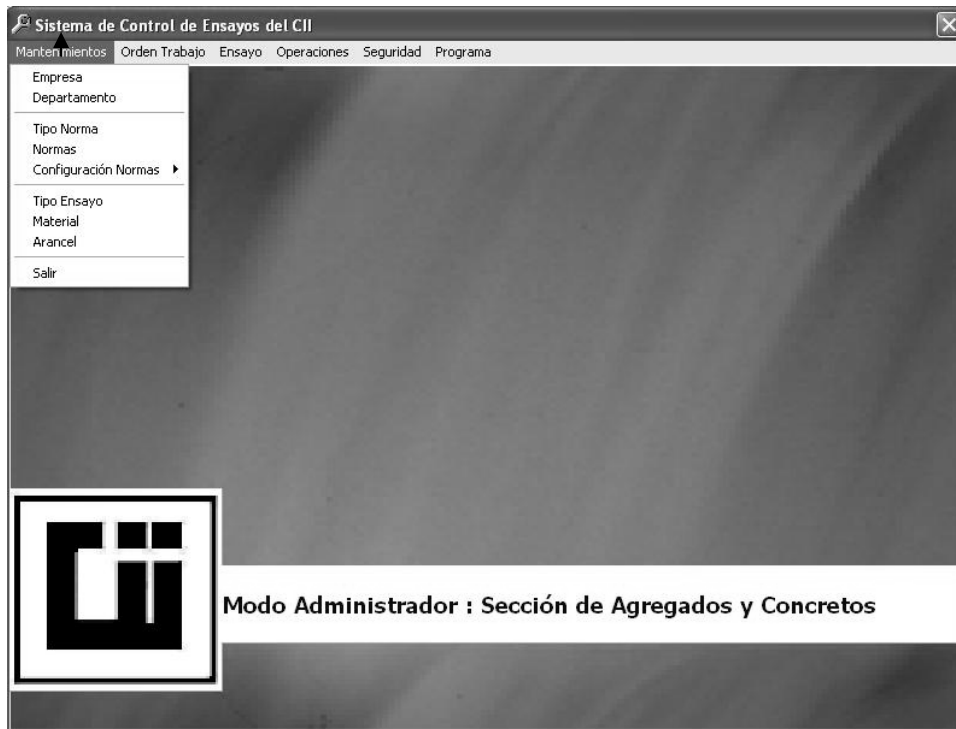 Sistema de Control de Ensayos del CII
Mantenimientos Orden Trabajo Ensayo Operaciones Seguridad Programa
Empresa
Departamento
Tipo Norma
Normas
Configuración Normas
Tipo Ensayo
Material
Arancel
Salir
Cii
Modo Administrador : Sección de Agregados y Concretos